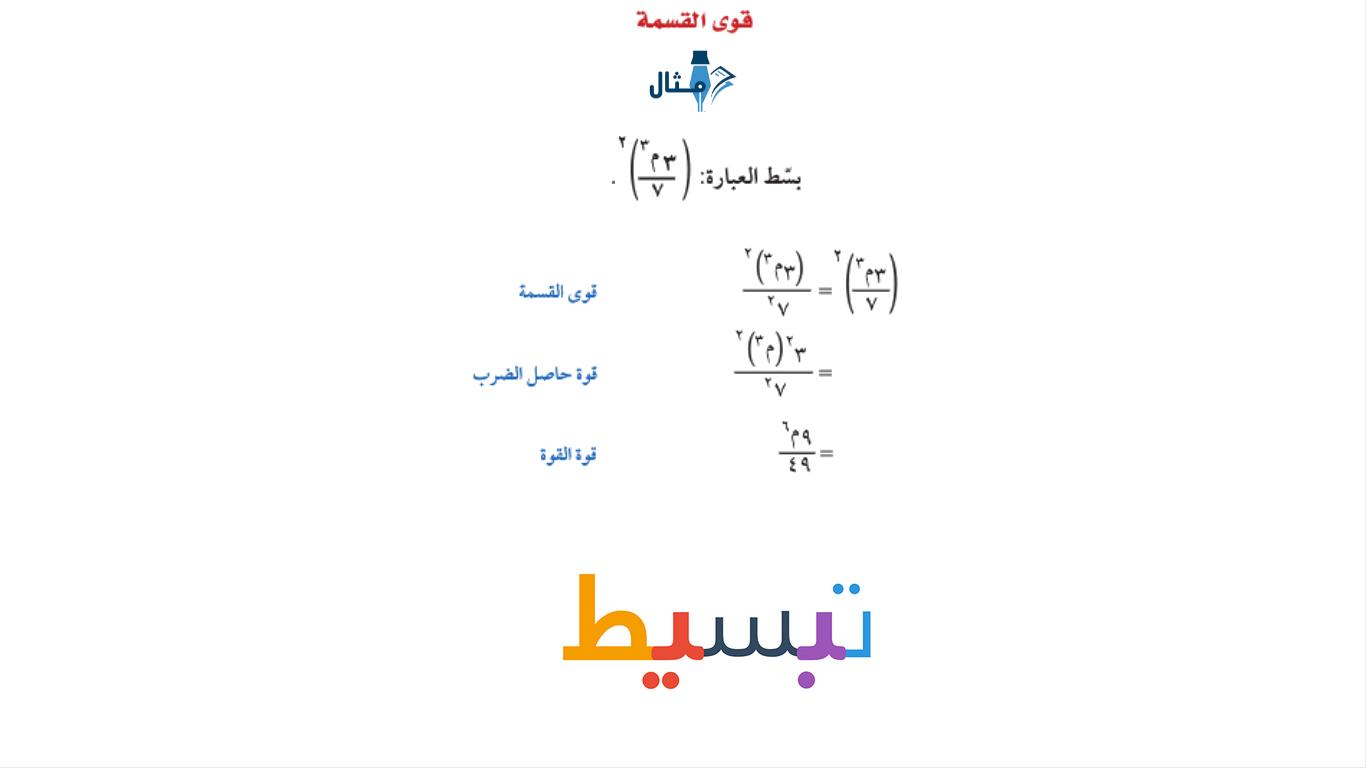 قوى القسمة
مثال
بسّط العبارة: (٣م^٣/٧)^٢ .
(٣م^٣/٧)^٢ = (٣م^٣)^٢/٧^٢ قوى القسمة
= ٣^٢(م^٣)^٢/٧^٢ قوة حاصل الضرب
= ٩م^٦/٤٩ قوة القوة
تبسيط